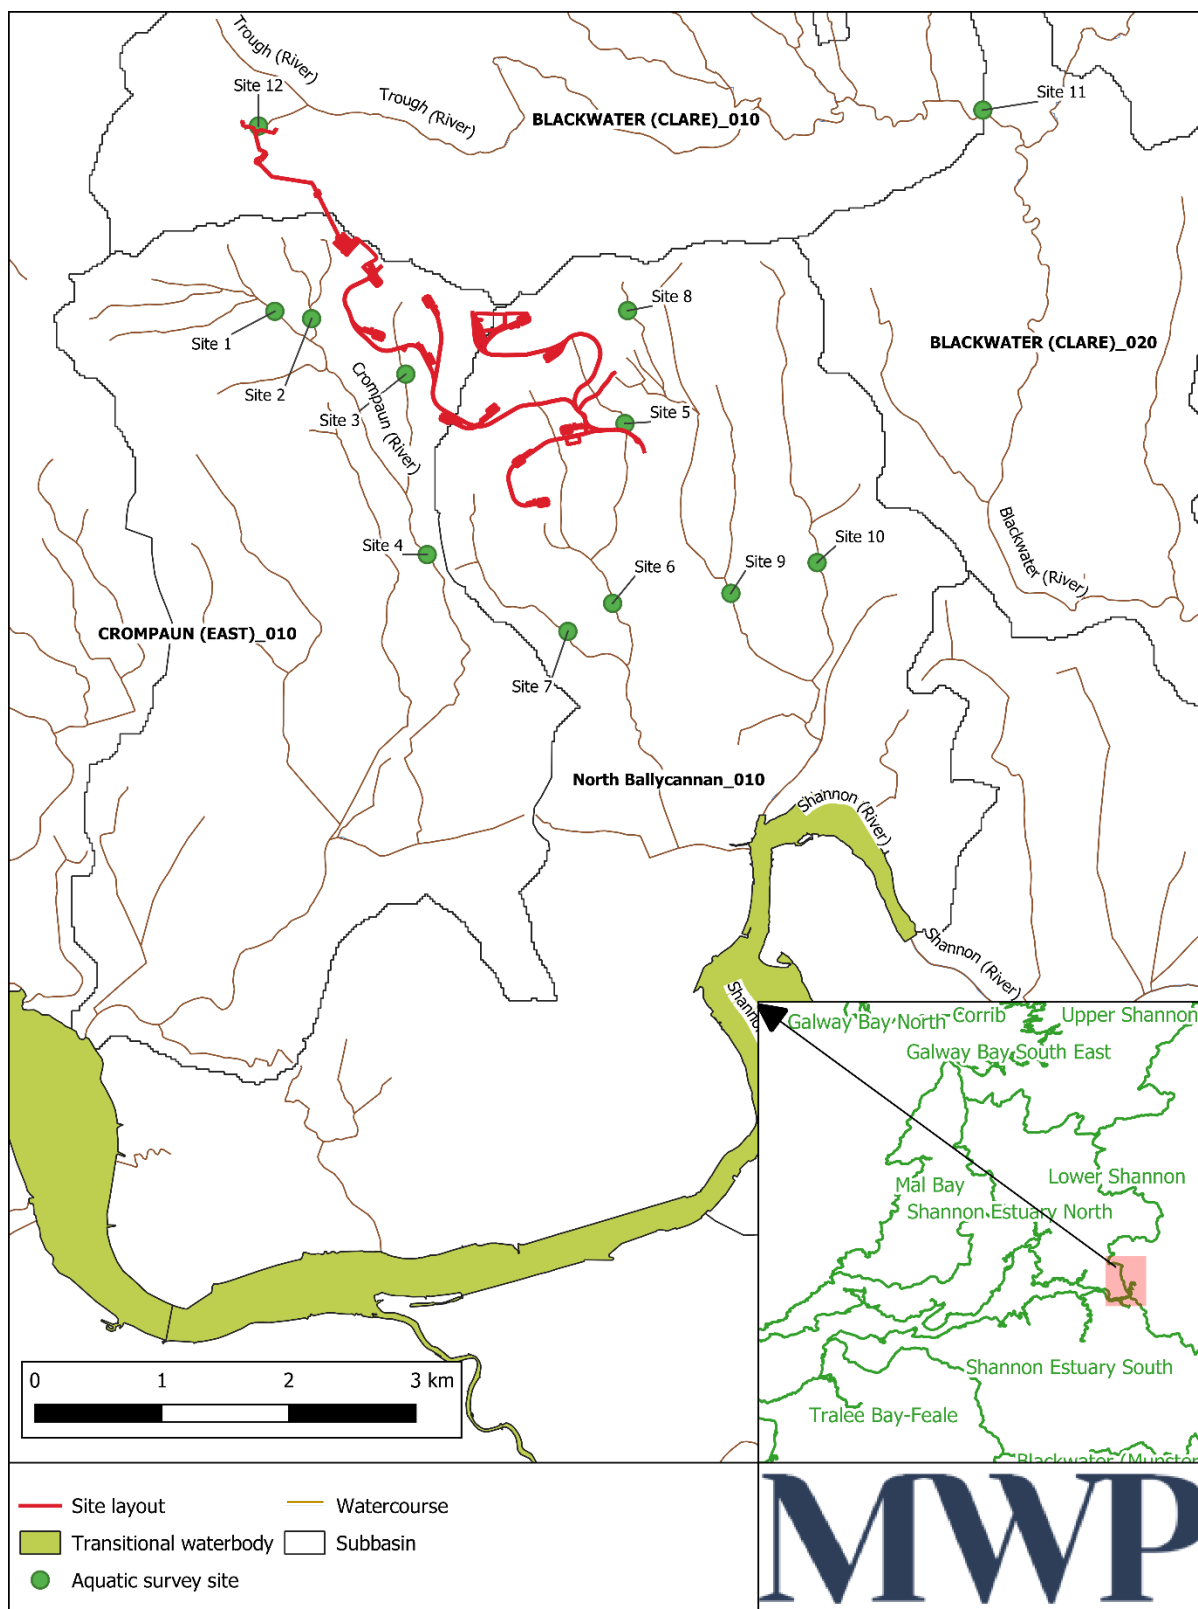 Trough (River)
Site 12
Trough (River)
BLACKWATER (CLARE)_010
Site 11
Site 8
Site 1
Site 2
Crompaun (River)
Site 3
Site 5
BLACKWATER (CLARE)_020
Blackwater (River)
Site 4
Site 10
Site 9
Site 6
CROMPAUN (EAST)_010
Site 7
North Ballycannan_010
Shannon (River)
Shannon (River)
Shanno
Galway Bay North
Corrib
Upper Shannon
Galway Bay South East
Mal Bay
Lower Shannon
Shannon Estuary North
Shannon Estuary South
Tralee Bay-Feale
Blackwater (Munster
0 1 2 3 km
Site layout
Watercourse
Transitional waterbody
Subbasin
Aquatic survey site
MWP